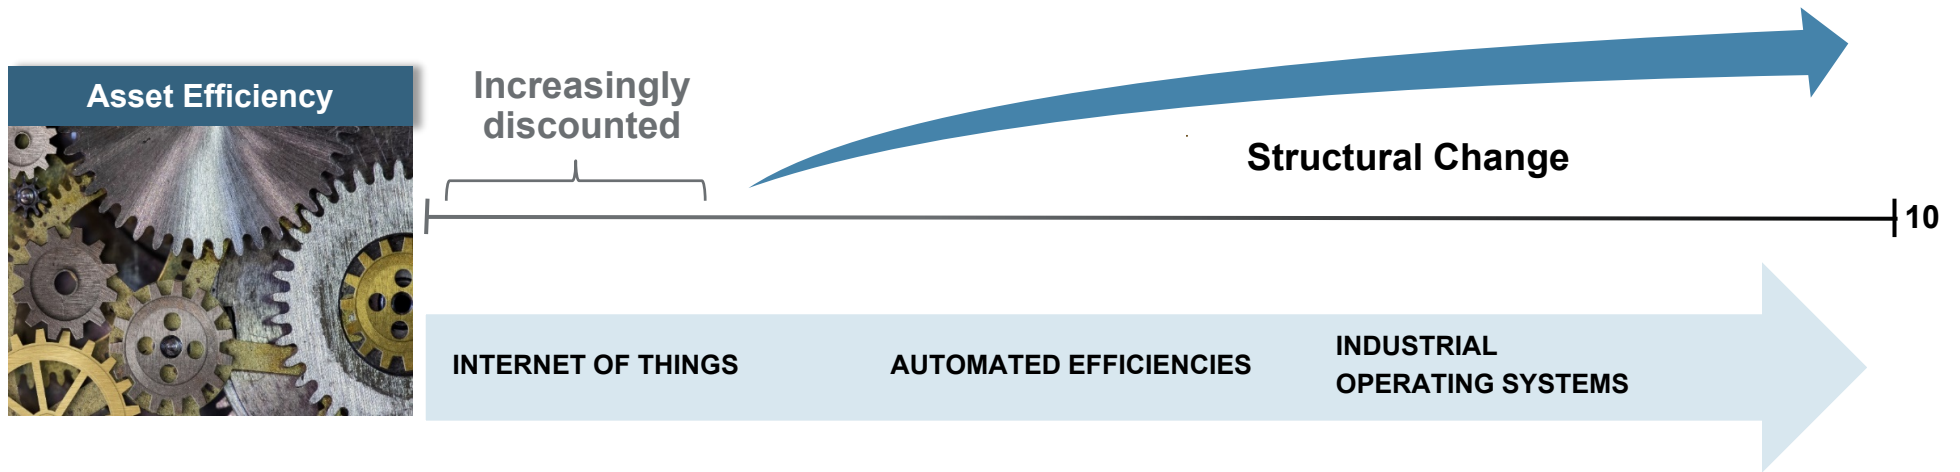 Asset Efficiency
Increasingly
discounted
Structural Change
10
INTERNET OF THINGS
AUTOMATED EFFICIENCIES
INDUSTRIAL
OPERATING SYSTEMS